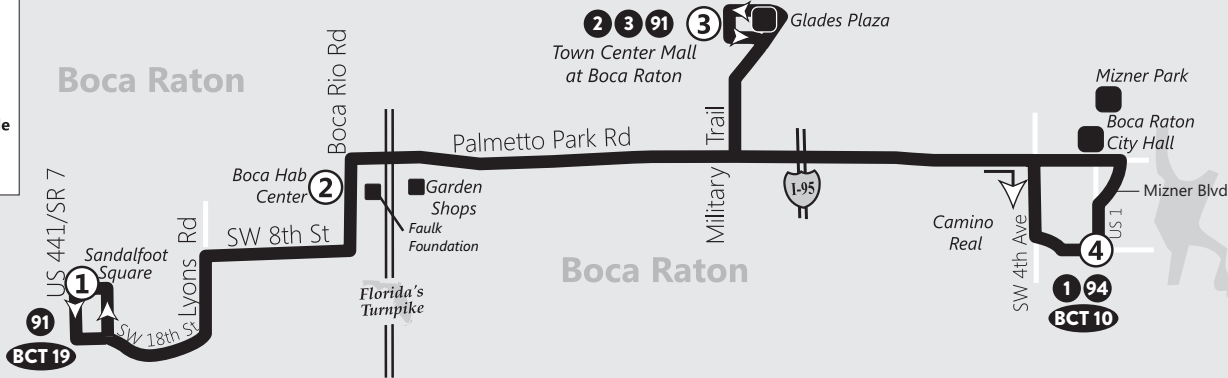 e
2 3 91 3
Glades Plaza
Town Center Mall
at Boca Raton
Boca Raton
Boca Rio Rd
Mizner Park
Boca Raton
City Hall
Palmetto Park Rd
Military Trail
I-95
Boca Hab
Center
2
Garden
Shops
Faulk
Foundation
Mizner Blvd
US 441/SR 7
Lyons Rd
SW 8th St
Camino
Real
SW 4th Ave
US 1
Sandalfoot
Square
1
Boca Raton
4
Florida's
Turnpike
1 94
BCT 10
91
BCT 19
SW 18th St